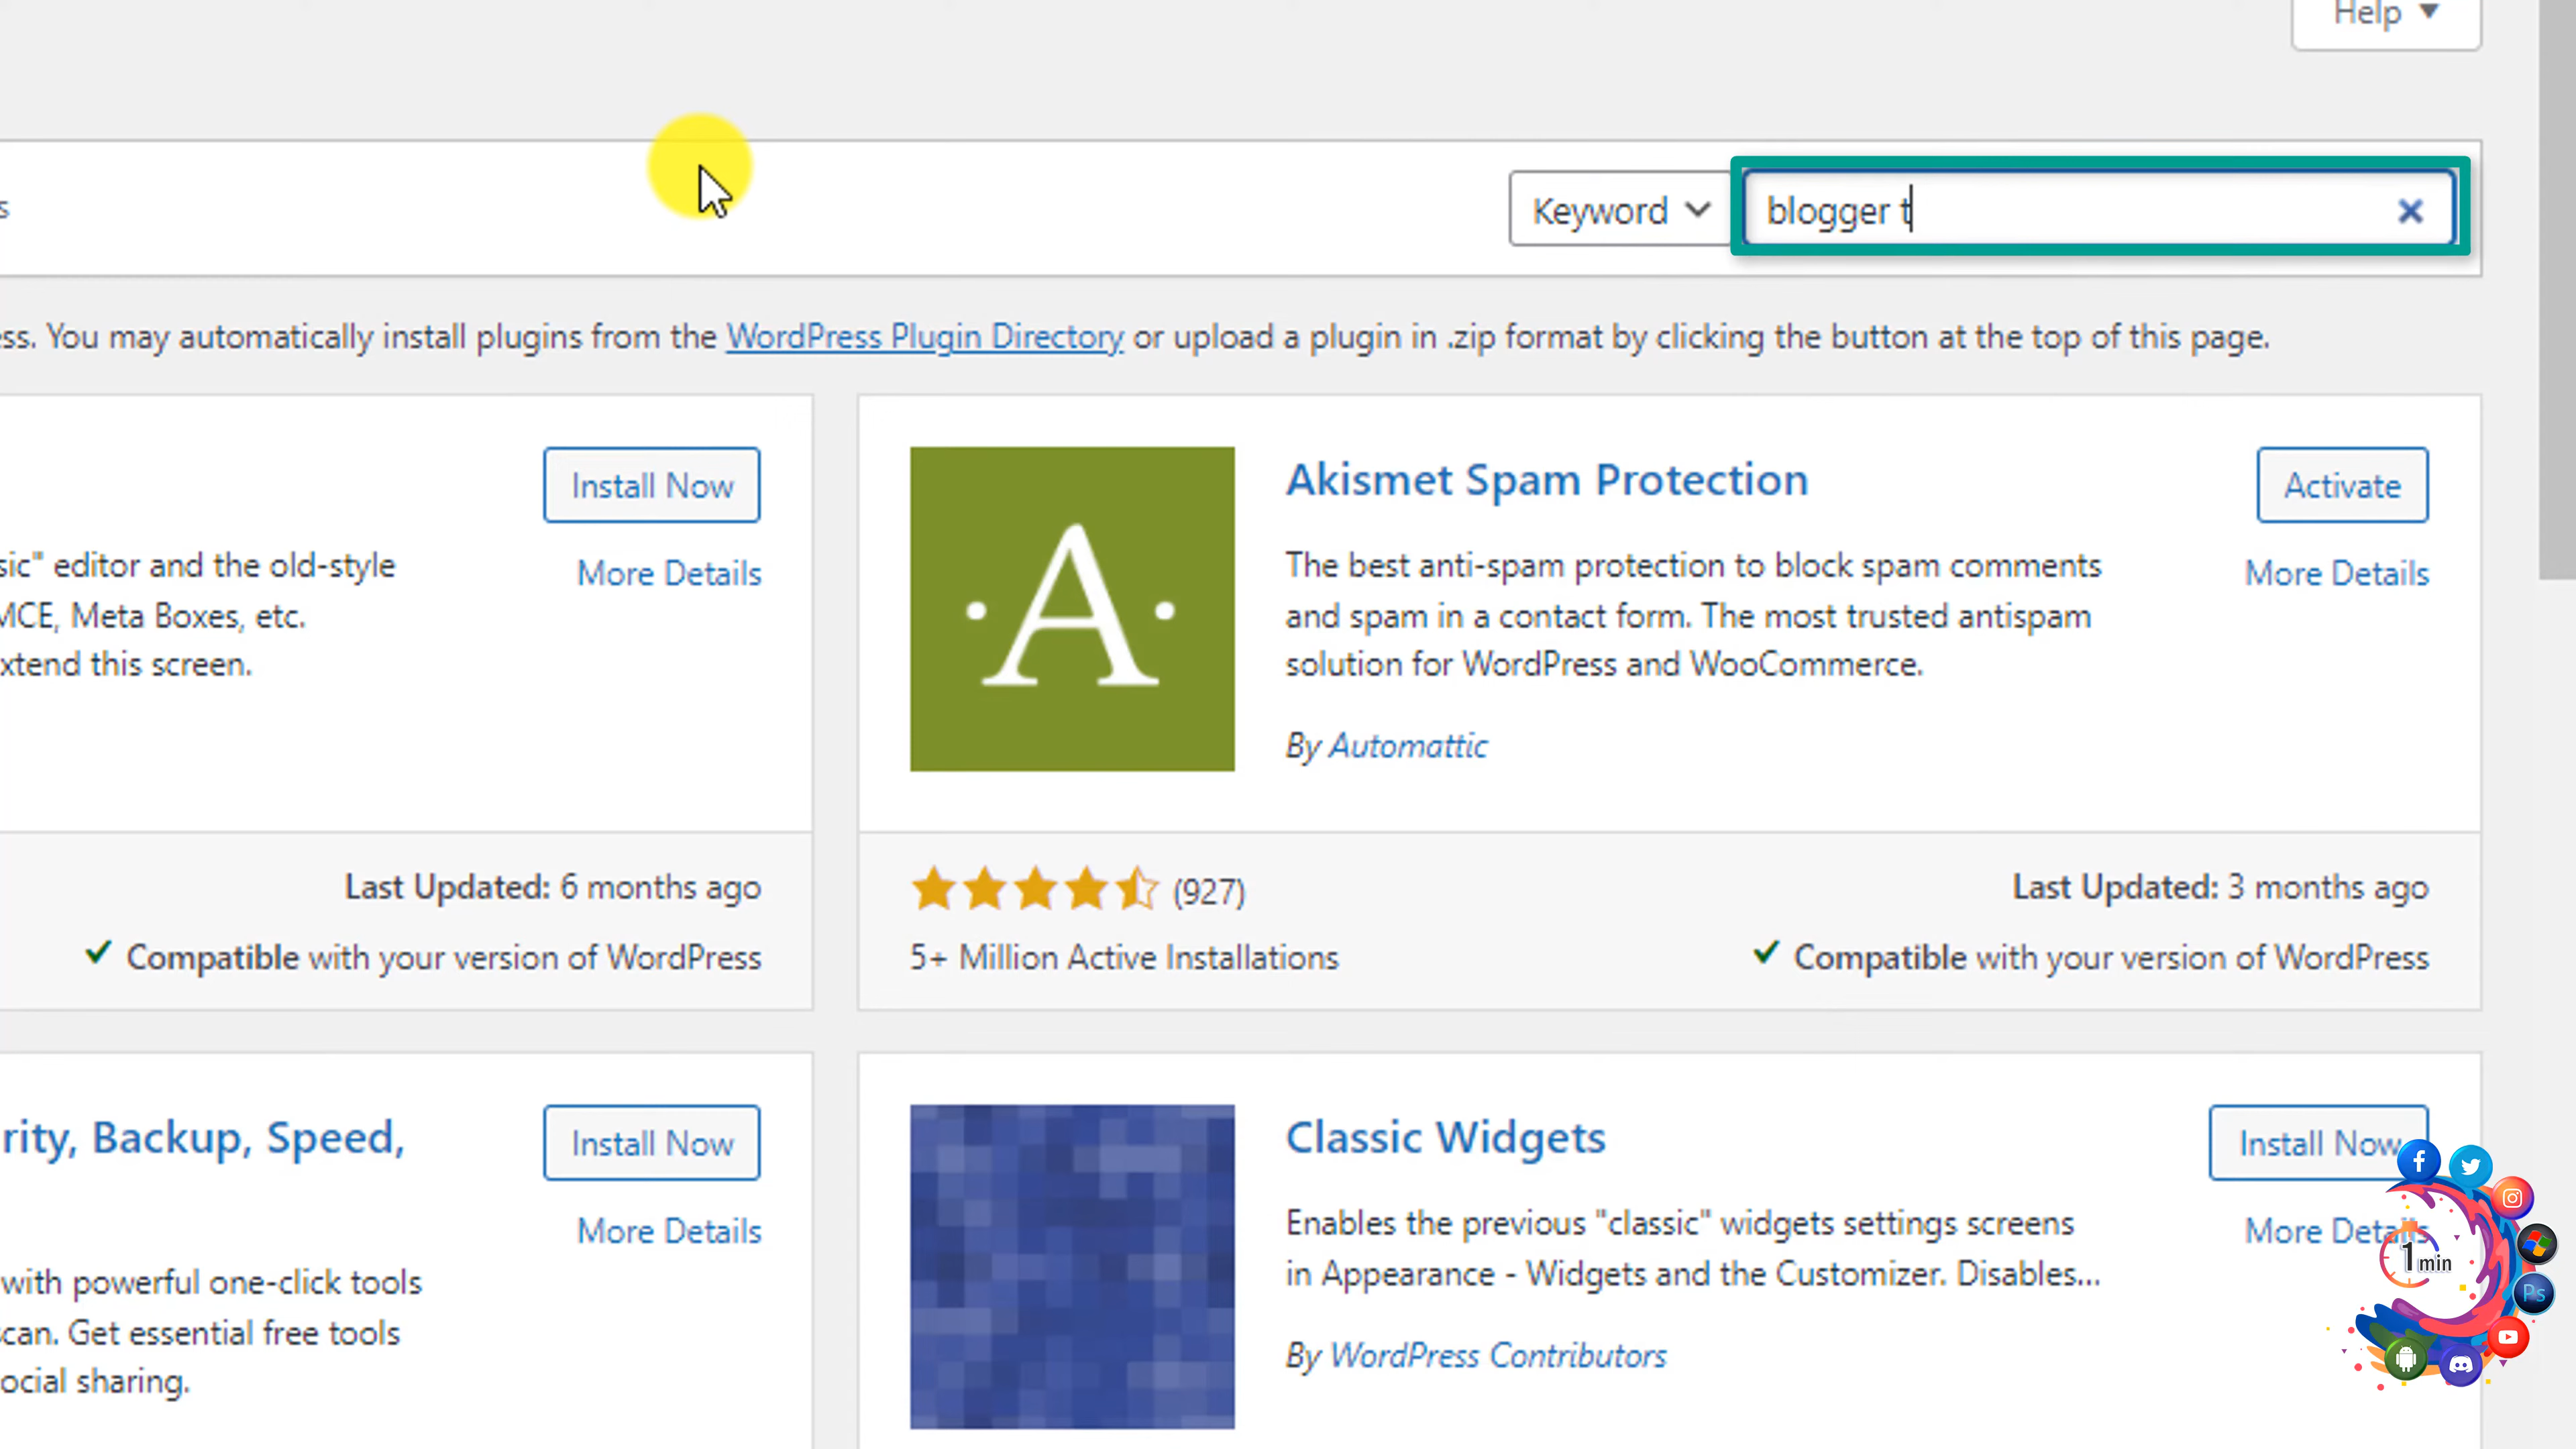 Help
s
Keyword
blogger t
ess. You may automatically install plugins from the WordPress Plugin Directory or upload a plugin in .zip format by clicking the button at the top of this page.
Install Now
More Details
sic" editor and the old-style
MCE, Meta Boxes, etc.
xtend this screen.
Last Updated: 6 months ago
Compatible with your version of WordPress
A
Akismet Spam Protection
Activate
More Details
The best anti-spam protection to block spam comments
and spam in a contact form. The most trusted antispam
solution for WordPress and WooCommerce.
By Automattic
(927)
Last Updated: 3 months ago
5+ Million Active Installations
Compatible with your version of WordPress
rity, Backup, Speed,
Install Now
More Details
with powerful one-click tools
scan. Get essential free tools
ocial sharing.
Classic Widgets
Install Now
More Details
Enables the previous "classic" widgets settings screens
in Appearance - Widgets and the Customizer. Disables...
By WordPress Contributors
1 min
Ps